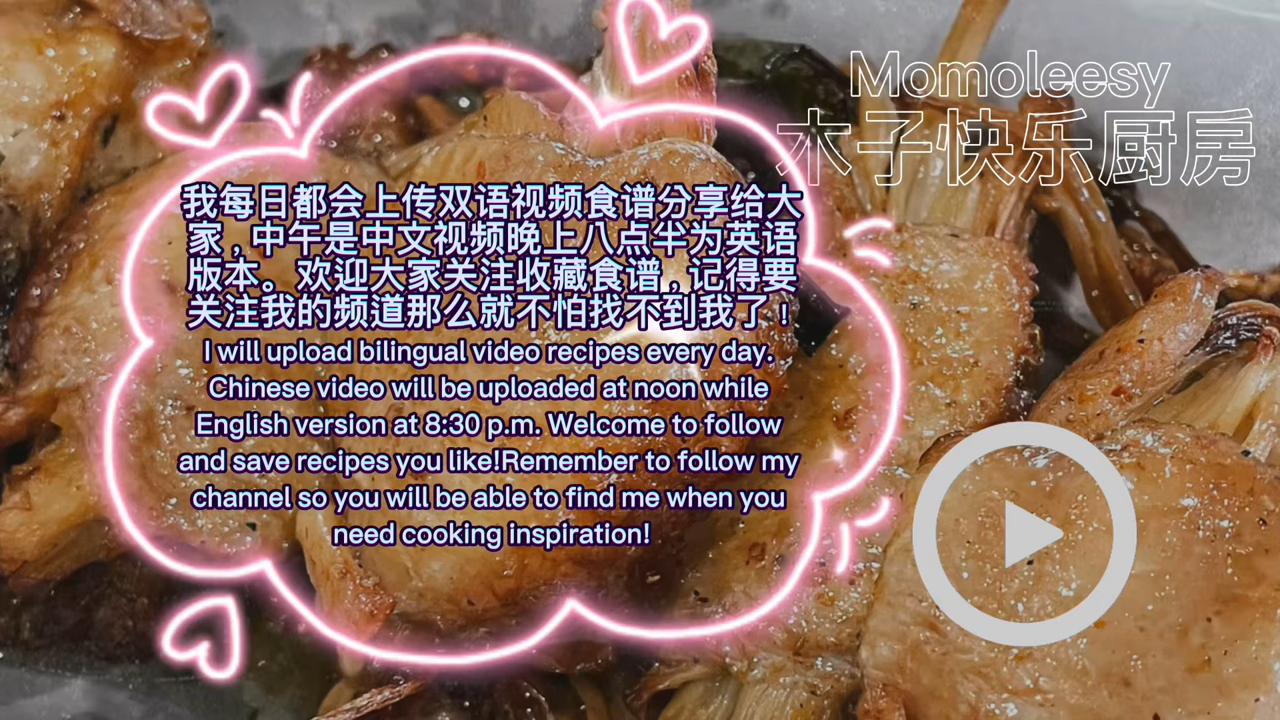 Momoleesy
木子快乐厨房
我每日都会上传双语视频食谱分享给大
家，中午是中文视频晚上八点半为英语
版本。欢迎大家关注收藏食谱，记得要
关注我的频道那么就不怕找不到我了！
I will upload bilingual video recipes every day.
Chinese video will be uploaded at noon while
English version at 8:30 p.m. Welcome to follow
and save recipes you like!Remember to follow my
channel so you will be able to find me when you
need cooking inspiration!